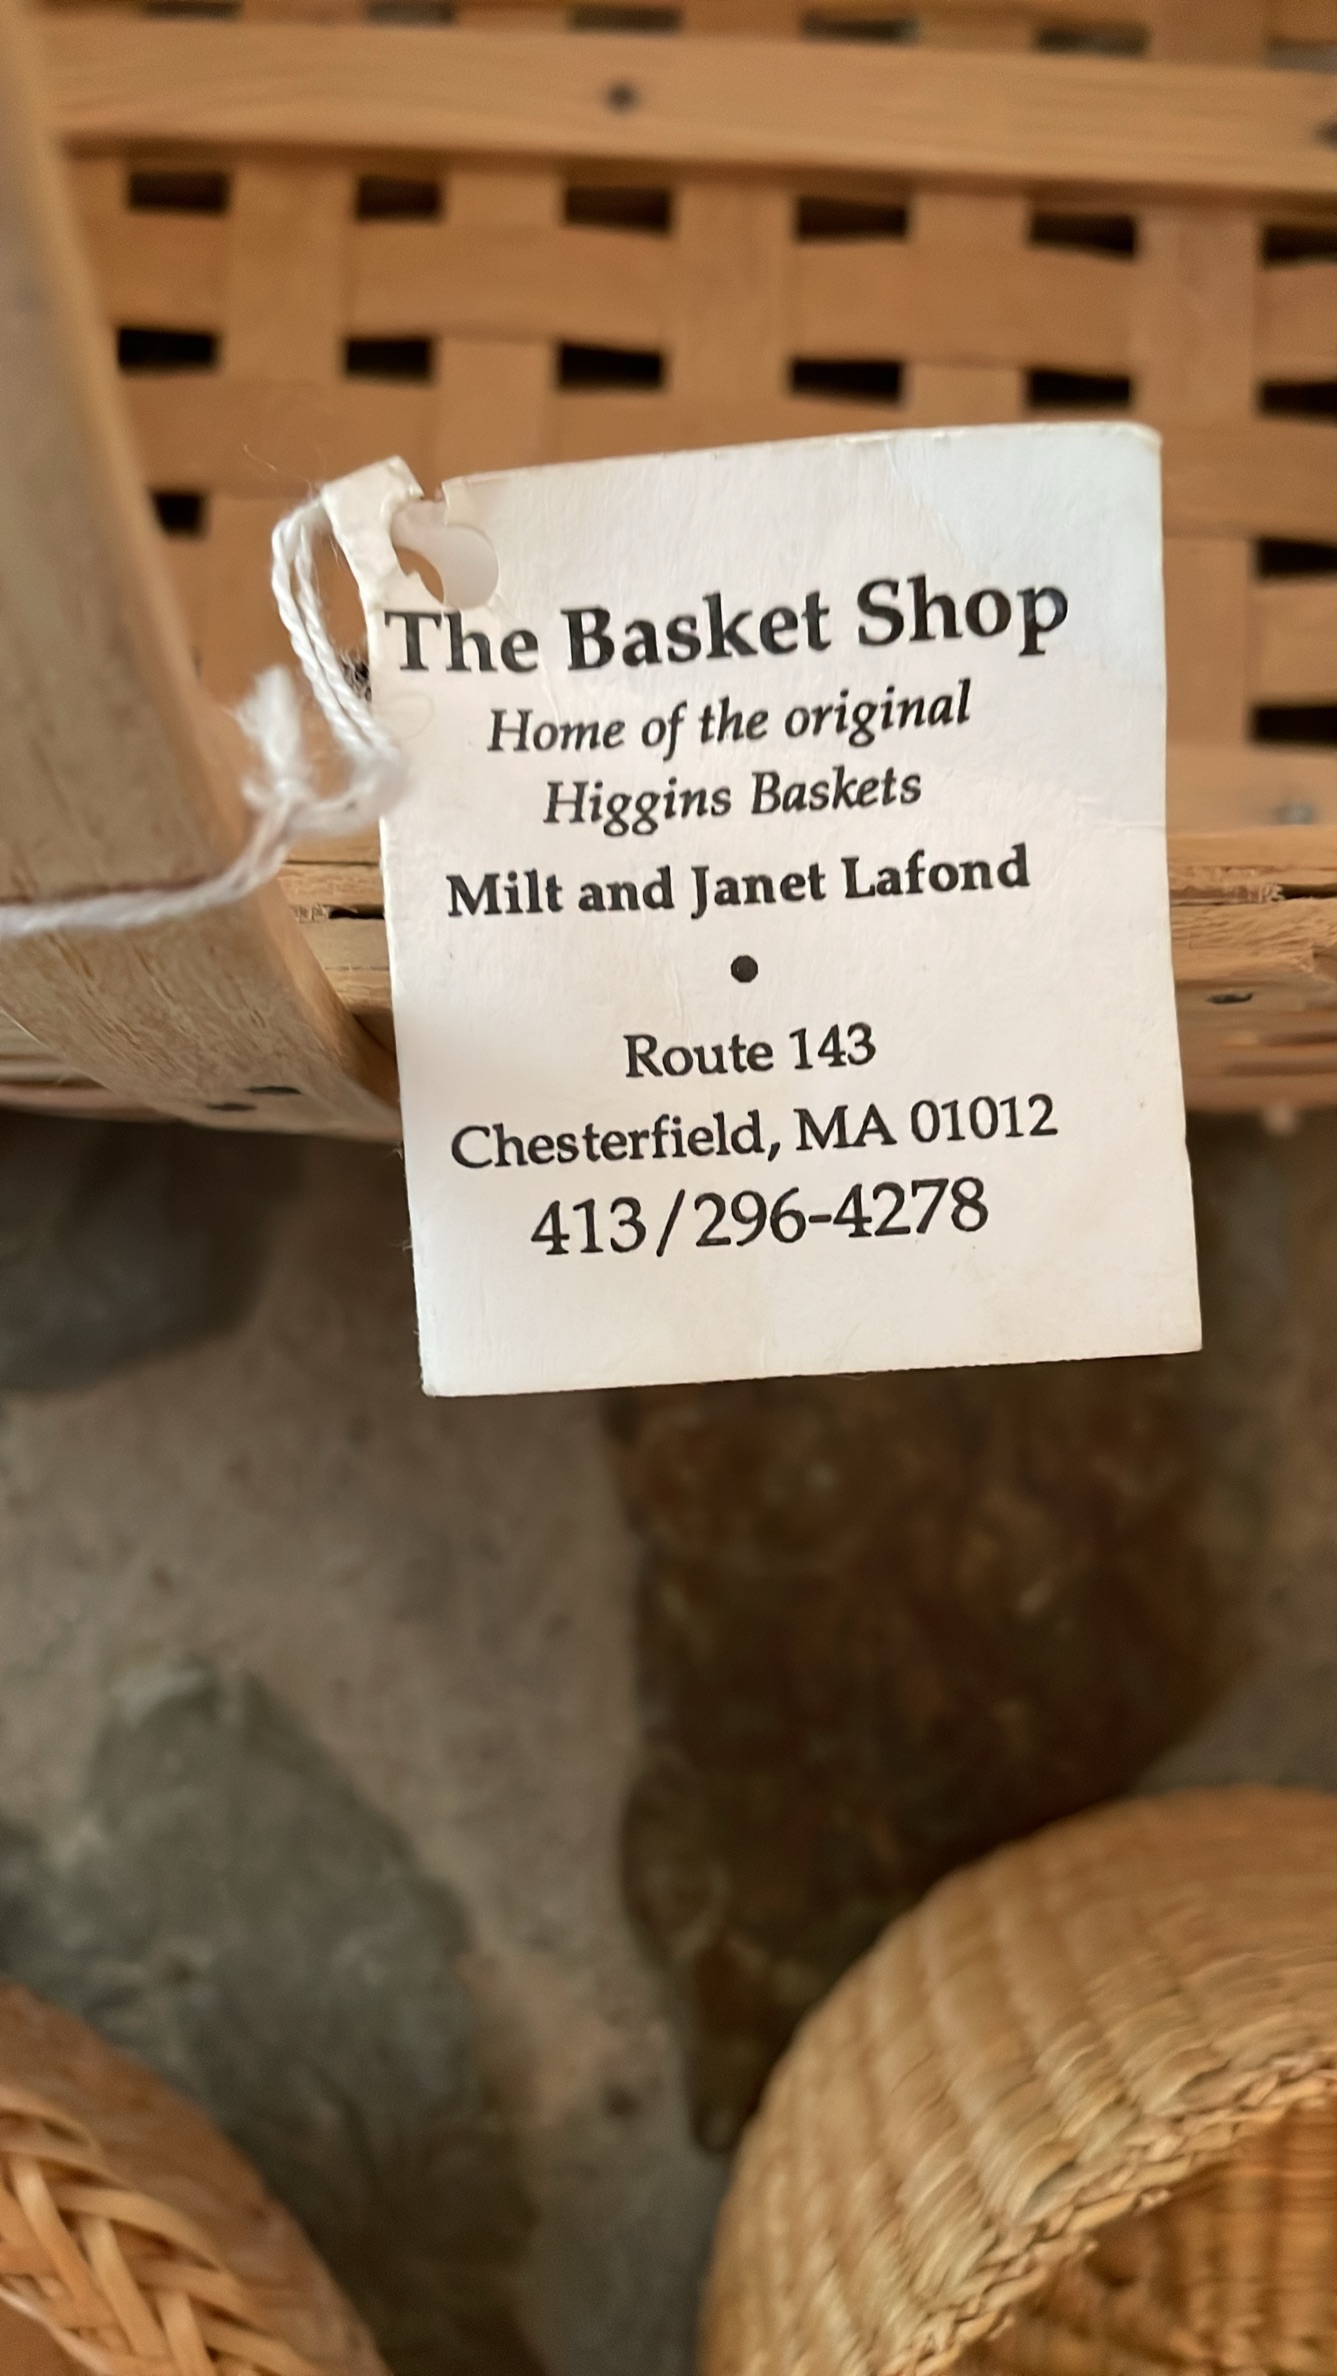 The Basket Shop
Home of the original
Higgins Baskets
Milt and Janet Lafond
●
Route 143
Chesterfield, MA 01012
413/296-4278